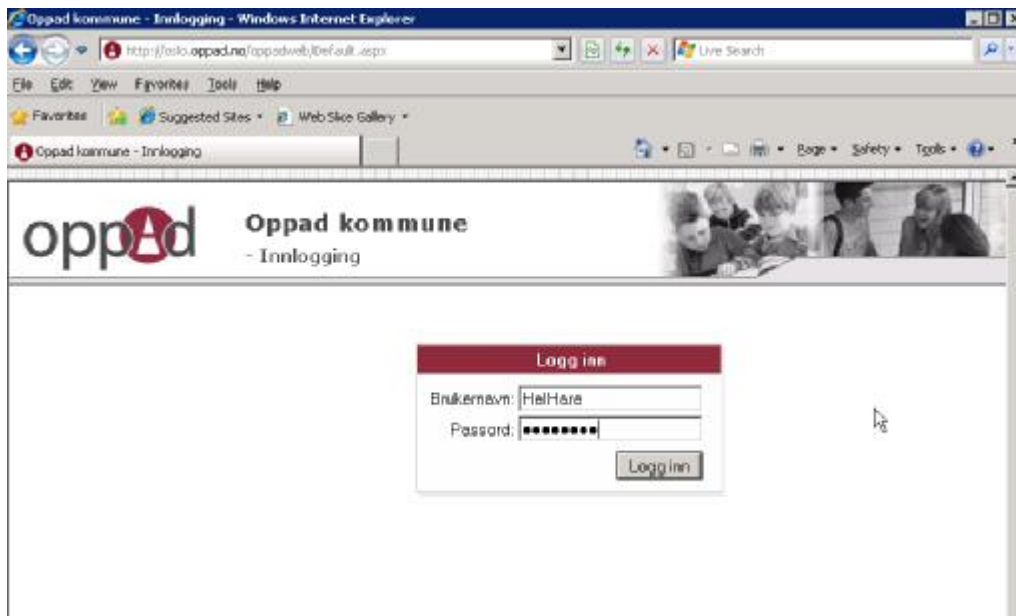 Oppad kommune - Innlogging - Windows Internet Explorer
http://oslo.oppad.no/oppadweb/Default.aspx
Live Search
File Edit View Favorites Tools Help
Favorites Suggested Sites Web Slice Gallery
Oppad kommune - Innlogging
Page Safety Tools
oppAd
Oppad kommune
- Innlogging
Logg inn
Brukernavn: HelHare
Passord: ●●●●●●●●
Logg inn